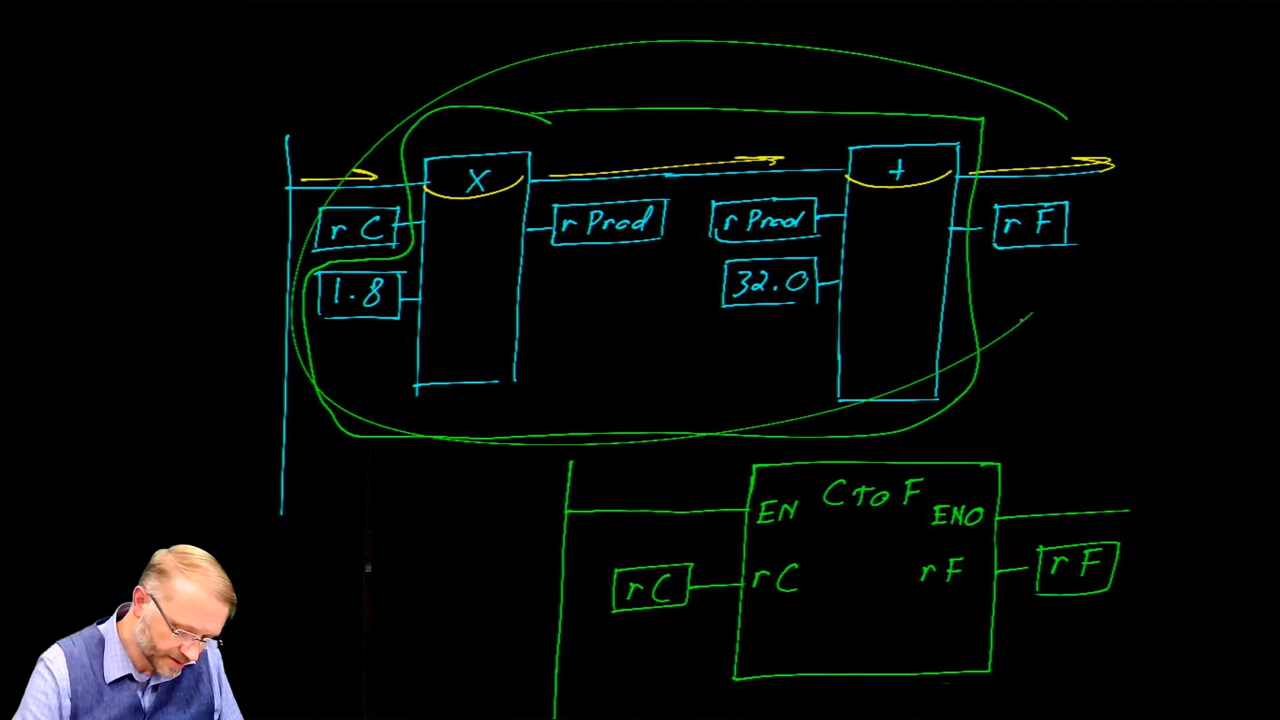 X +
r C r Prod r Prod r F
1.8 32.0
C to F
EN ENO
r C r C r F r F